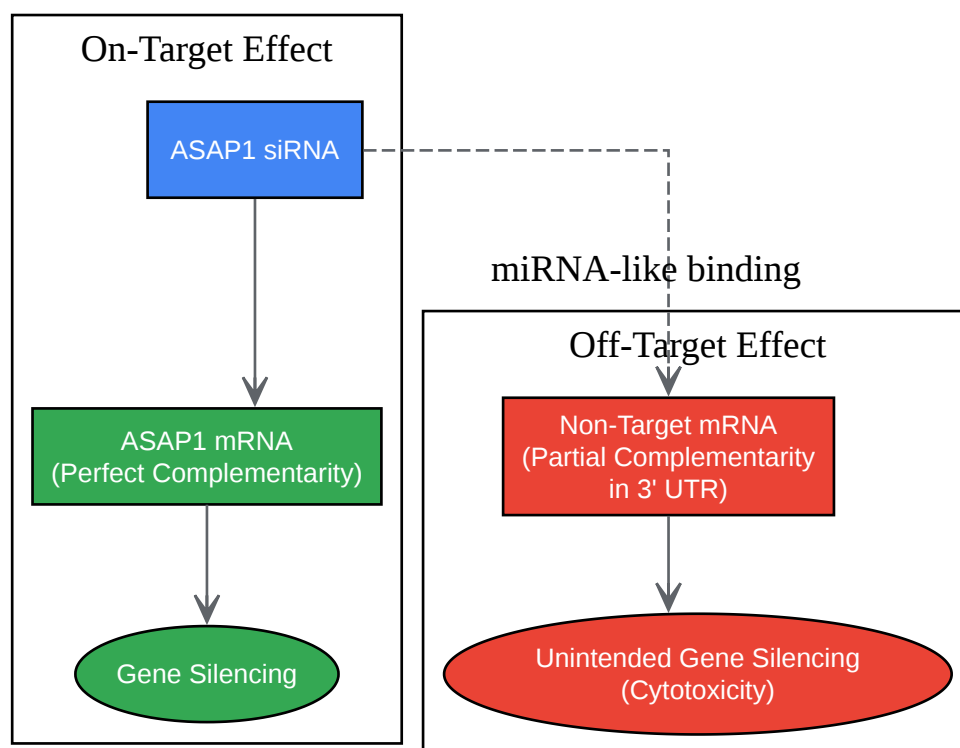 On-Target Effect
ASAP1 siRNA
miRNA-like binding
Off-Target Effect
ASAP1 mRNA
(Perfect Complementarity)
Non-Target mRNA
(Partial Complementarity
in 3' UTR)
Gene Silencing
Unintended Gene Silencing
(Cytotoxicity)